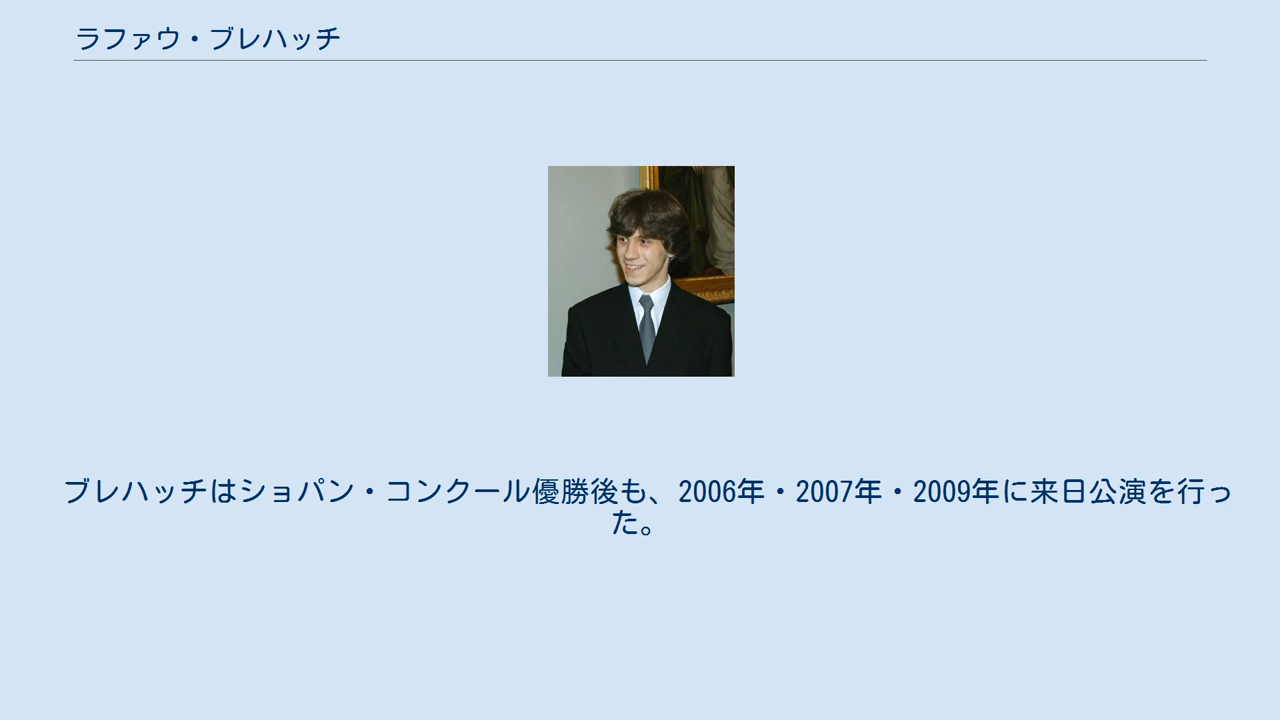 ラファウ・ブレハッチ
ブレハッチはショパン・コンクール優勝後も、2006年・2007年・2009年に来日公演を行っ
た。